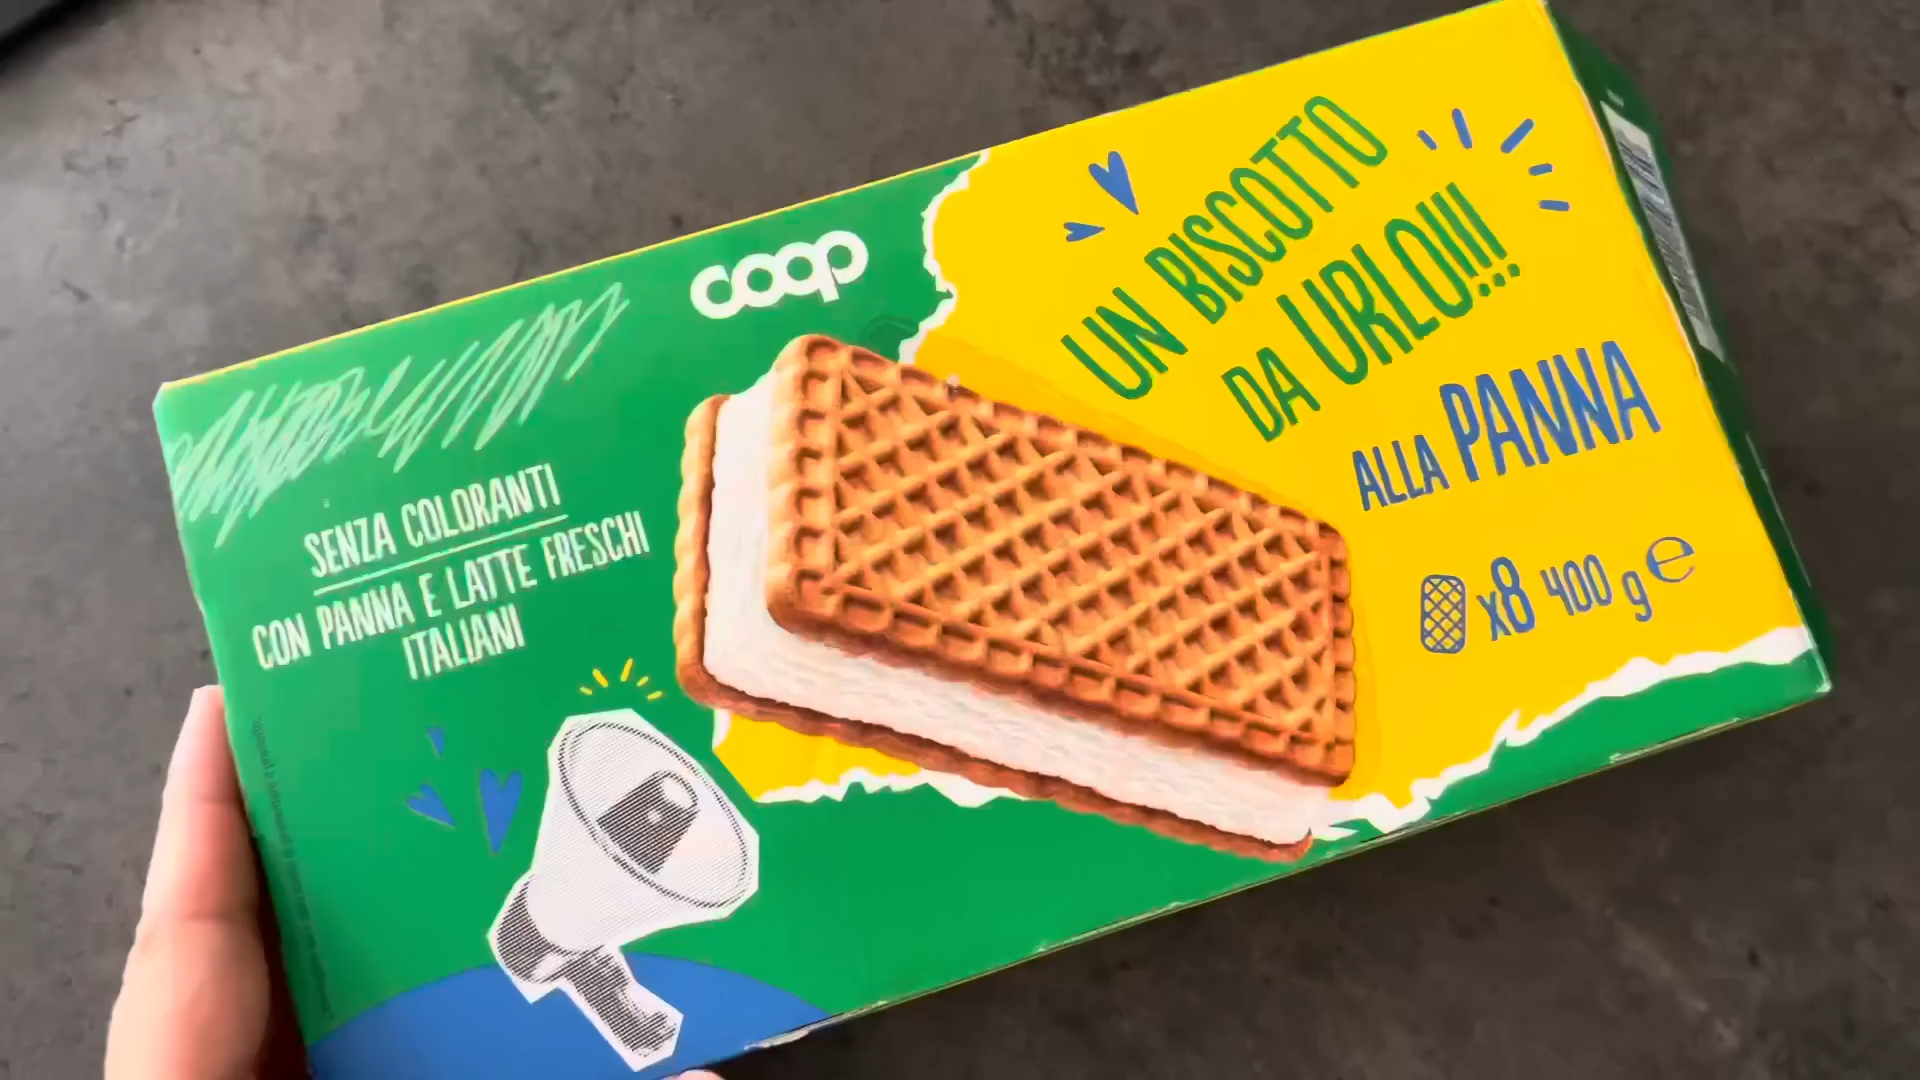 coop
UN BISCOTTO
DA URLO!!!
ALLA PANNA
x8 400 g e
SENZA COLORANTI
CON PANNA E LATTE FRESCHI
ITALIANI